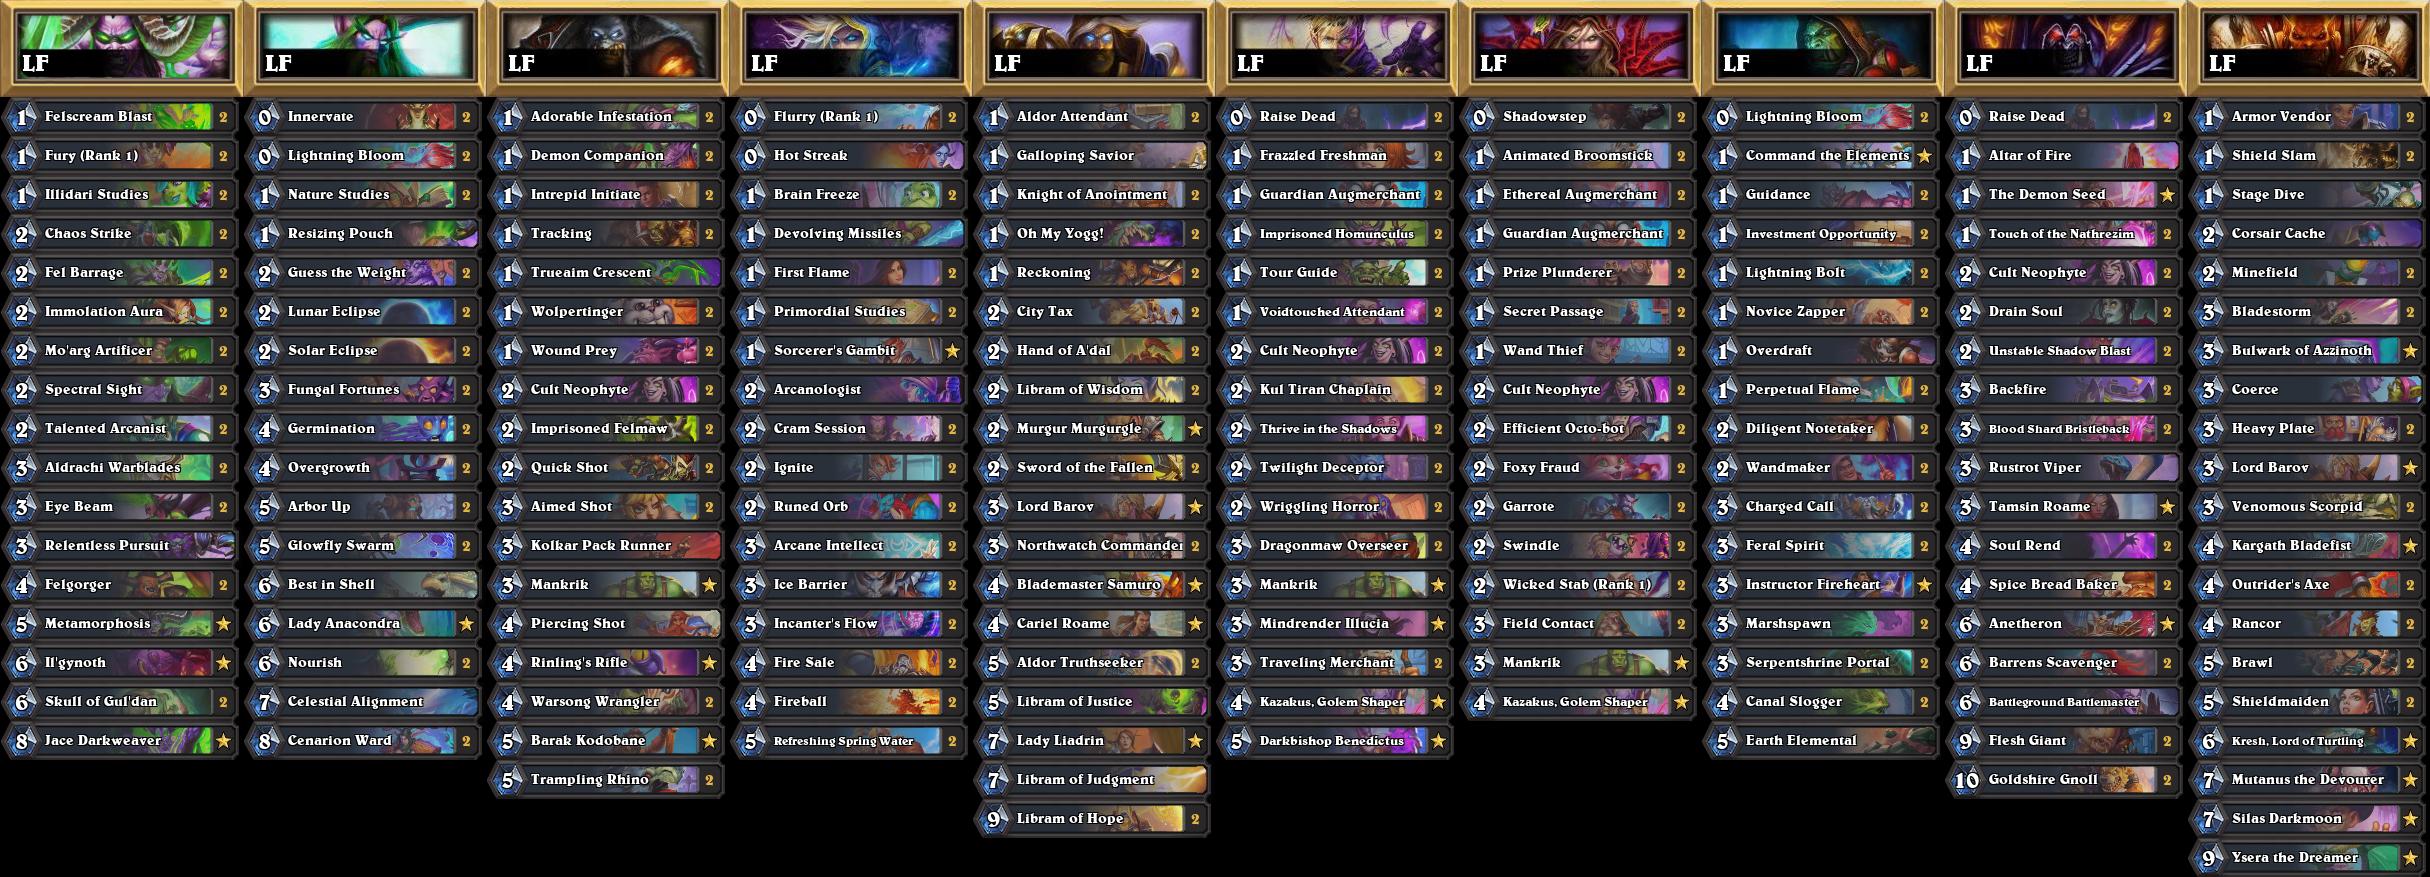 LF
1 Felscream Blast 2
1 Fury (Rank 1) 2
1 Illidari Studies 2
2 Chaos Strike 2
2 Fel Barrage 2
2 Immolation Aura 2
2 Mo'arg Artificer 2
2 Spectral Sight 2
2 Talented Arcanist 2
3 Aldrachi Warblades 2
3 Eye Beam 2
3 Relentless Pursuit
4 Felgorger 2
5 Metamorphosis
6 Il'gynoth
6 Skull of Gul'dan 2
8 Jace Darkweaver
LF
0 Innervate 2
0 Lightning Bloom 2
1 Nature Studies 2
1 Resizing Pouch
2 Guess the Weight 2
2 Lunar Eclipse 2
2 Solar Eclipse 2
3 Fungal Fortunes 2
4 Germination 2
4 Overgrowth 2
5 Arbor Up 2
5 Glowfly Swarm 2
6 Best in Shell
6 Lady Anacondra
6 Nourish 2
7 Celestial Alignment
8 Cenarion Ward 2
LF
1 Adorable Infestation 2
1 Demon Companion 2
1 Intrepid Initiate 2
1 Tracking 2
1 Trueaim Crescent
1 Wolpertinger 2
1 Wound Prey 2
2 Cult Neophyte 2
2 Imprisoned Felmaw 2
2 Quick Shot 2
3 Aimed Shot 2
3 Kolkar Pack Runner
3 Mankrik
4 Piercing Shot
4 Rinling's Rifle
4 Warsong Wrangler 2
5 Barak Kodobane
5 Trampling Rhino 2
LF
0 Flurry (Rank 1) 2
0 Hot Streak
1 Brain Freeze 2
1 Devolving Missiles
1 First Flame 2
1 Primordial Studies 2
1 Sorcerer's Gambit
2 Arcanologist
2 Cram Session 2
2 Ignite 2
2 Runed Orb 2
3 Arcane Intellect 2
3 Ice Barrier 2
3 Incanter's Flow 2
4 Fire Sale 2
4 Fireball 2
5 Refreshing Spring Water 2
LF
1 Aldor Attendant 2
1 Galloping Savior
1 Knight of Anointment 2
1 Oh My Yogg! 2
1 Reckoning 2
2 City Tax 2
2 Hand of A'dal 2
2 Libram of Wisdom 2
2 Murgur Murgurgle
2 Sword of the Fallen 2
3 Lord Barov
3 Northwatch Commander 2
4 Blademaster Samuro
4 Cariel Roame
5 Aldor Truthseeker 2
5 Libram of Justice
7 Lady Liadrin
7 Libram of Judgment
9 Libram of Hope 2
LF
0 Raise Dead 2
1 Frazzled Freshman 2
1 Guardian Augmerchant 2
1 Imprisoned Homunculus 2
1 Tour Guide 2
1 Voidtouched Attendant 2
2 Cult Neophyte 2
2 Kul Tiran Chaplain 2
2 Thrive in the Shadows 2
2 Twilight Deceptor 2
2 Wriggling Horror 2
3 Dragonmaw Overseer 2
3 Mankrik
3 Mindrender Illucia
3 Traveling Merchant 2
4 Kazakus, Golem Shaper
5 Darkbishop Benedictus
LF
0 Shadowstep 2
1 Animated Broomstick 2
1 Ethereal Augmerchant 2
1 Guardian Augmerchant 2
1 Prize Plunderer 2
1 Secret Passage 2
1 Wand Thief 2
2 Cult Neophyte 2
2 Efficient Octo-bot 2
2 Foxy Fraud 2
2 Garrote 2
2 Swindle 2
2 Wicked Stab (Rank 1) 2
3 Field Contact 2
3 Mankrik
4 Kazakus, Golem Shaper
LF
0 Lightning Bloom 2
1 Command the Elements
1 Guidance 2
1 Investment Opportunity 2
1 Lightning Bolt 2
1 Novice Zapper 2
1 Overdraft
1 Perpetual Flame 2
2 Diligent Notetaker 2
2 Wandmaker 2
3 Charged Call 2
3 Feral Spirit 2
3 Instructor Fireheart
3 Marshspawn 2
3 Serpentshrine Portal 2
4 Canal Slogger 2
5 Earth Elemental
LF
0 Raise Dead 2
1 Altar of Fire
1 The Demon Seed
1 Touch of the Nathrezim 2
2 Cult Neophyte 2
2 Drain Soul 2
2 Unstable Shadow Blast 2
3 Backfire 2
3 Blood Shard Bristleback 2
3 Rustrot Viper
3 Tamsin Roame
4 Soul Rend 2
4 Spice Bread Baker 2
6 Anetheron
6 Barrens Scavenger 2
6 Battleground Battlemaster
9 Flesh Giant 2
10 Goldshire Gnoll 2
LF
1 Armor Vendor 2
1 Shield Slam 2
1 Stage Dive
2 Corsair Cache
2 Minefield 2
3 Bladestorm 2
3 Bulwark of Azzinoth
3 Coerce
3 Heavy Plate 2
3 Lord Barov
3 Venomous Scorpid 2
4 Kargath Bladefist
4 Outrider's Axe 2
4 Rancor 2
5 Brawl 2
5 Shieldmaiden 2
6 Kresh, Lord of Turtling
7 Mutanus the Devourer
7 Silas Darkmoon
9 Ysera the Dreamer